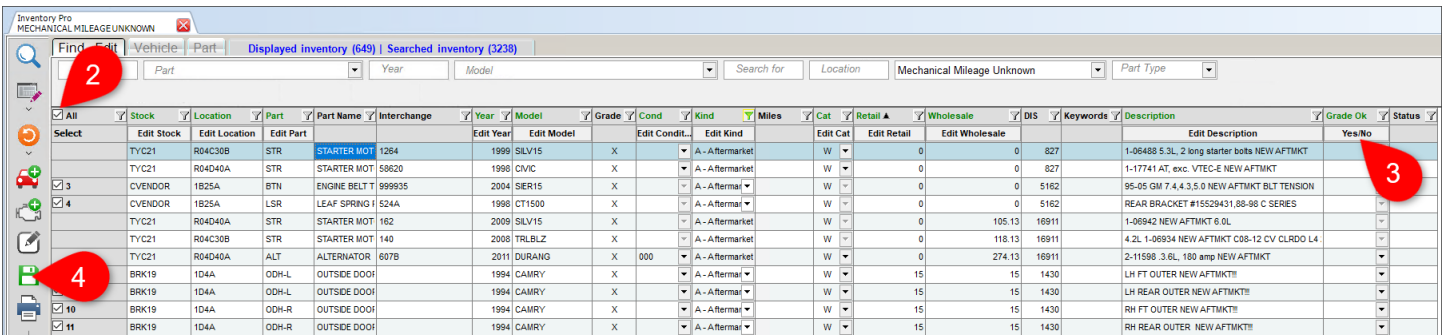 Inventory Pro
MECHANICAL MILEAGE UNKNOWN
Find Edit Vehicle Part Displayed inventory (649) | Searched inventory (3238)
2 Part Year Model Search for Location Mechanical Mileage Unknown Part Type
All Stock Location Part Part Name Interchange Year Model Grade Cond Kind Miles Cat Retail ▲ Wholesale DIS Keywords Description Grade Ok Status
Select Edit Stock Edit Location Edit Part Edit Year Edit Model Edit Condit... Edit Kind Edit Cat Edit Retail Edit Wholesale Edit Description Yes/No
TYC21 R04C30B STR STARTER MOT 1264 1999 SILV15 X A - Aftermarket W 0 0 827 1-06488 5.3L, 2 long starter bolts NEW AFTMKT
TYC21 R04D40A STR STARTER MOT 58620 1998 CIVIC X A - Aftermarket W 0 0 827 1-17741 AT, exc. VTEC-E NEW AFTMKT
3
3 CVENDOR 1B25A BTN ENGINE BELT T 999935 2004 SIER15 X A - Aftermar W 0 0 5162 95-05 GM 7.4,4.3,5.0 NEW AFTMKT BLT TENSION
4 CVENDOR 1B25A LSR LEAF SPRING F 524A 1998 CT1500 X A - Aftermar W 0 0 5162 REAR BRACKET #15529431,88-98 C SERIES
TYC21 R04D40A STR STARTER MOT 162 2009 SILV15 X A - Aftermarket W 0 105.13 16911 1-06942 NEW AFTMKT 6.0L
TYC21 R04C30B STR STARTER MOT 140 2008 TRLBLZ X A - Aftermarket W 0 118.13 16911 4.2L 1-06934 NEW AFTMKT C08-12 CV CLRDO L4
TYC21 R04D40A ALT ALTERNATOR 607B 2011 DURANG X 000 A - Aftermarket W 0 274.13 16911 2-11598 .3.6L, 180 amp NEW AFTMKT
4
BRK19 1D4A ODH-L OUTSIDE DOOF 1994 CAMRY X A - Aftermar W 15 15 1430 LH FT OUTER NEW AFTMKT!!!
BRK19 1D4A ODH-L OUTSIDE DOOF 1994 CAMRY X A - Aftermar W 15 15 1430 LH REAR OUTER NEW AFTMKT!!!
10 BRK19 1D4A ODH-R OUTSIDE DOOF 1994 CAMRY X A - Aftermar W 15 15 1430 RH FT OUTER NEW AFTMKT!!!
11 BRK19 1D4A ODH-R OUTSIDE DOOF 1994 CAMRY X A - Aftermar W 15 15 1430 RH REAR OUTER NEW AFTMKT!!!